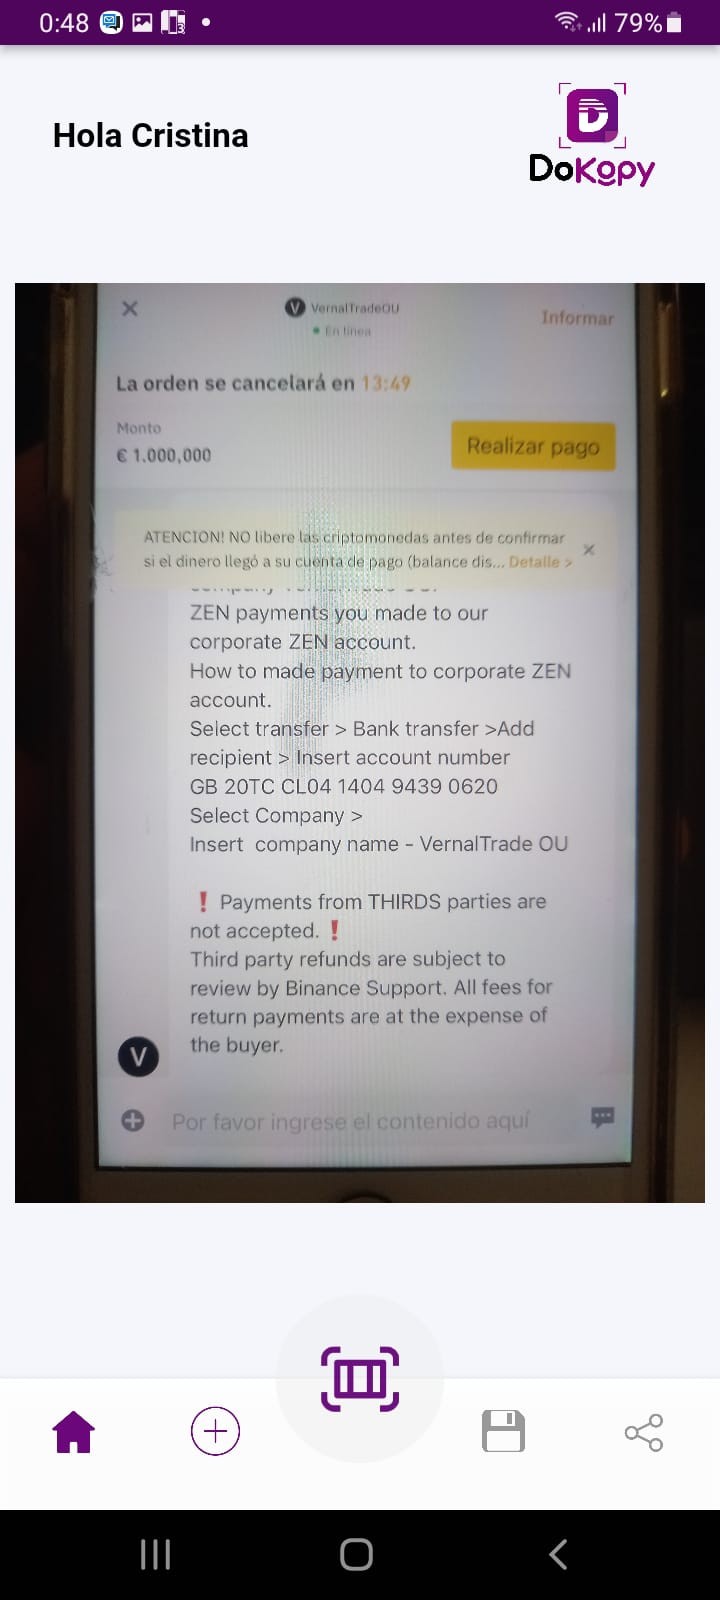 0:48
79%
Hola Cristina
DoKopy
VernalTradeOU
En línea
Informar
La orden se cancelará en 13:49
Monto
€ 1.000,000
Realizar pago
ATENCION! NO libere las criptomonedas antes de confirmar
si el dinero llegó a su cuenta de pago (balance dis... Detalle >
ZEN payments you made to our
corporate ZEN account.
How to made payment to corporate ZEN
account.
Select transfer > Bank transfer >Add
recipient > Insert account number
GB 20TC CL04 1404 9439 0620
Select Company >
Insert company name - VernalTrade OU
❗ Payments from THIRDS parties are
not accepted. ❗
Third party refunds are subject to
review by Binance Support. All fees for
return payments are at the expense of
the buyer.
V
Por favor ingrese el contenido aquí